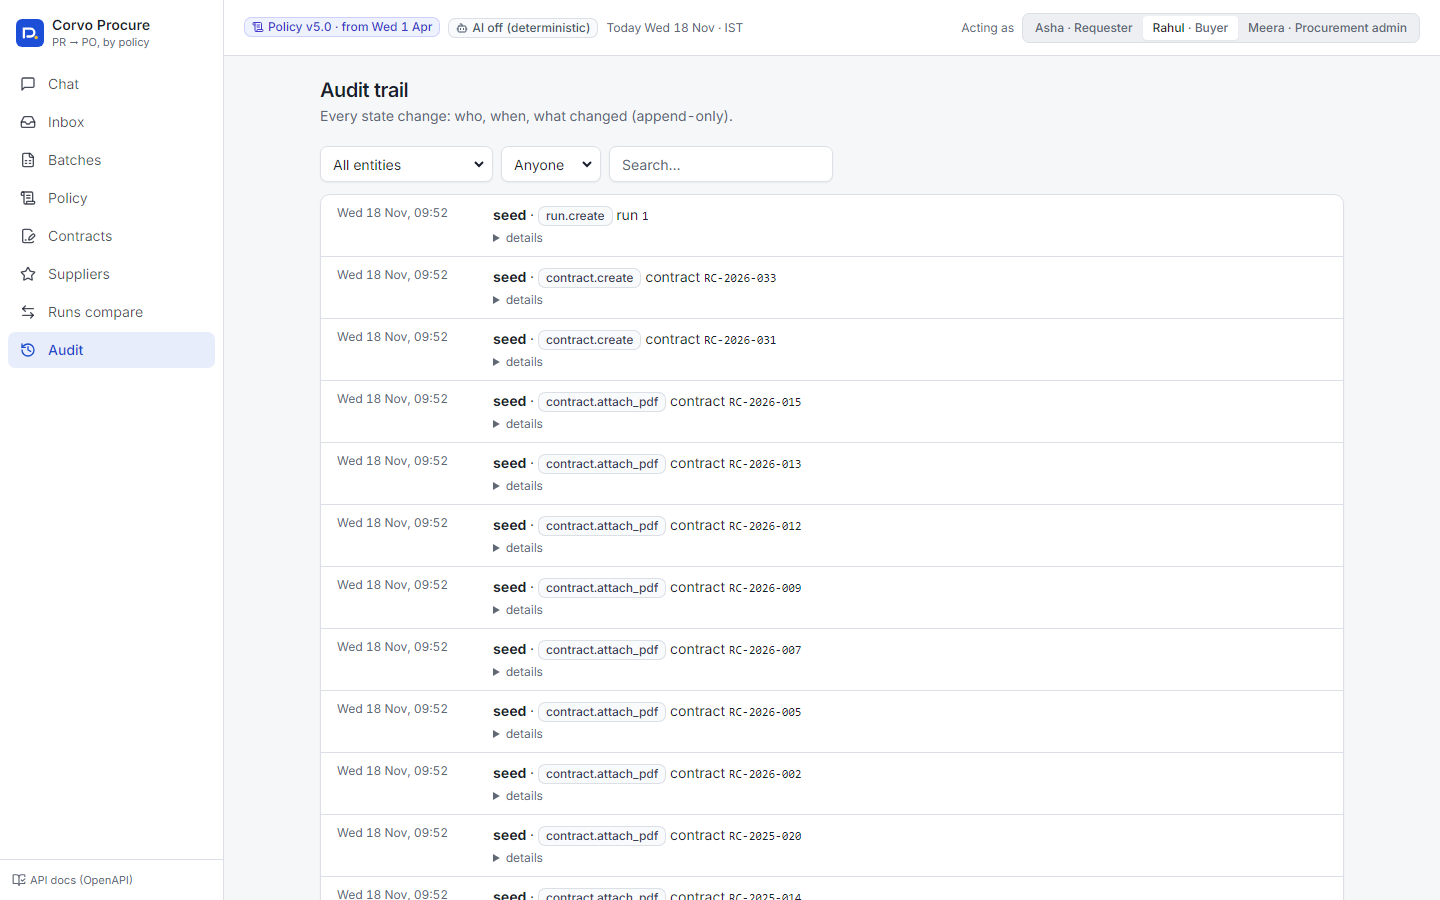 Corvo Procure
PR → PO, by policy
Chat
Inbox
Batches
Policy
Contracts
Suppliers
Runs compare
Audit
API docs (OpenAPI)
Policy v5.0 · from Wed 1 Apr
AI off (deterministic)
Today Wed 18 Nov · IST
Acting as
Asha · Requester
Rahul · Buyer
Meera · Procurement admin
Audit trail
Every state change: who, when, what changed (append-only).
All entities
Anyone
Search...
Wed 18 Nov, 09:52 seed · run.create run 1
details
Wed 18 Nov, 09:52 seed · contract.create contract RC-2026-033
details
Wed 18 Nov, 09:52 seed · contract.create contract RC-2026-031
details
Wed 18 Nov, 09:52 seed · contract.attach_pdf contract RC-2026-015
details
Wed 18 Nov, 09:52 seed · contract.attach_pdf contract RC-2026-013
details
Wed 18 Nov, 09:52 seed · contract.attach_pdf contract RC-2026-012
details
Wed 18 Nov, 09:52 seed · contract.attach_pdf contract RC-2026-009
details
Wed 18 Nov, 09:52 seed · contract.attach_pdf contract RC-2026-007
details
Wed 18 Nov, 09:52 seed · contract.attach_pdf contract RC-2026-005
details
Wed 18 Nov, 09:52 seed · contract.attach_pdf contract RC-2026-002
details
Wed 18 Nov, 09:52 seed · contract.attach_pdf contract RC-2025-020
details
Wed 18 Nov, 09:52 seed · contract.attach_pdf contract RC-2025-014